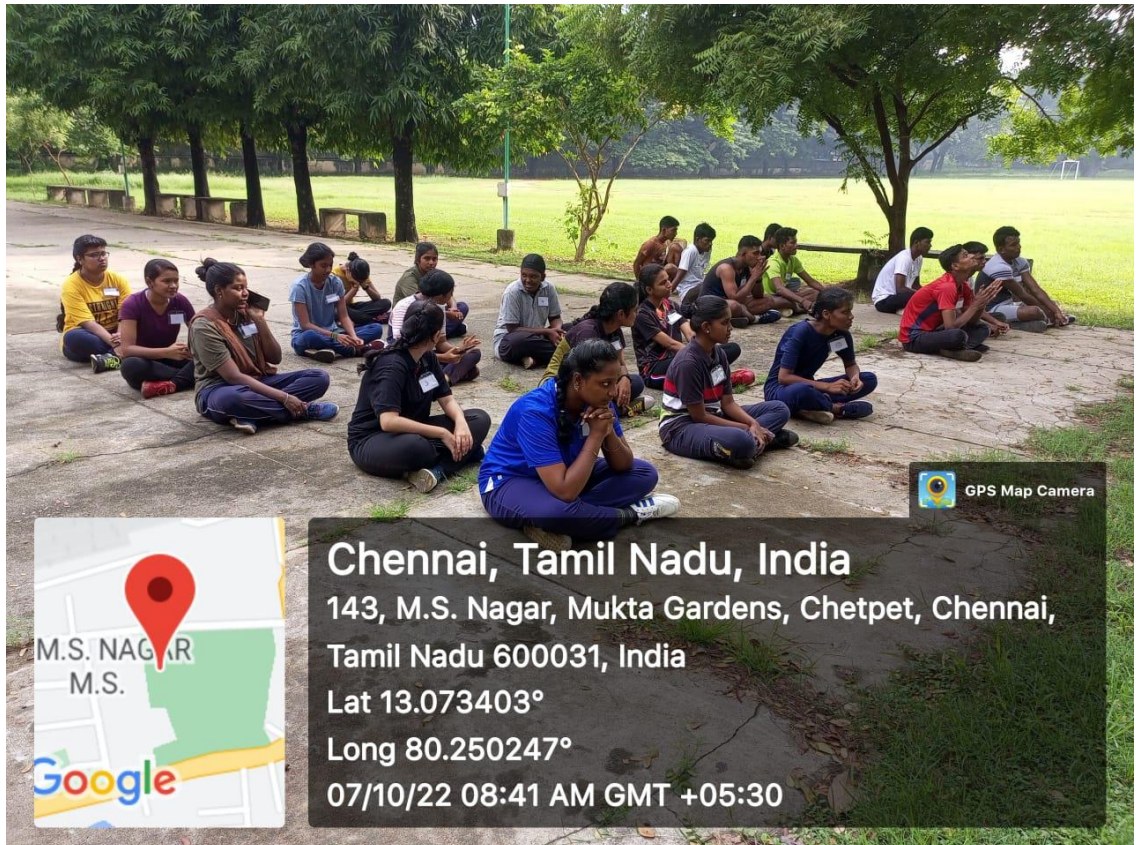 GPS Map Camera
M.S. NAGAR
M.S.
Google
Chennai, Tamil Nadu, India
143, M.S. Nagar, Mukta Gardens, Chetpet, Chennai,
Tamil Nadu 600031, India
Lat 13.073403°
Long 80.250247°
07/10/22 08:41 AM GMT +05:30